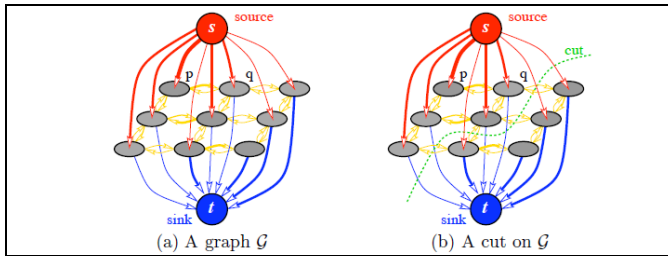 s source
p q
t
sink
(a) A graph G
s source
cut
p q
t
sink
(b) A cut on G